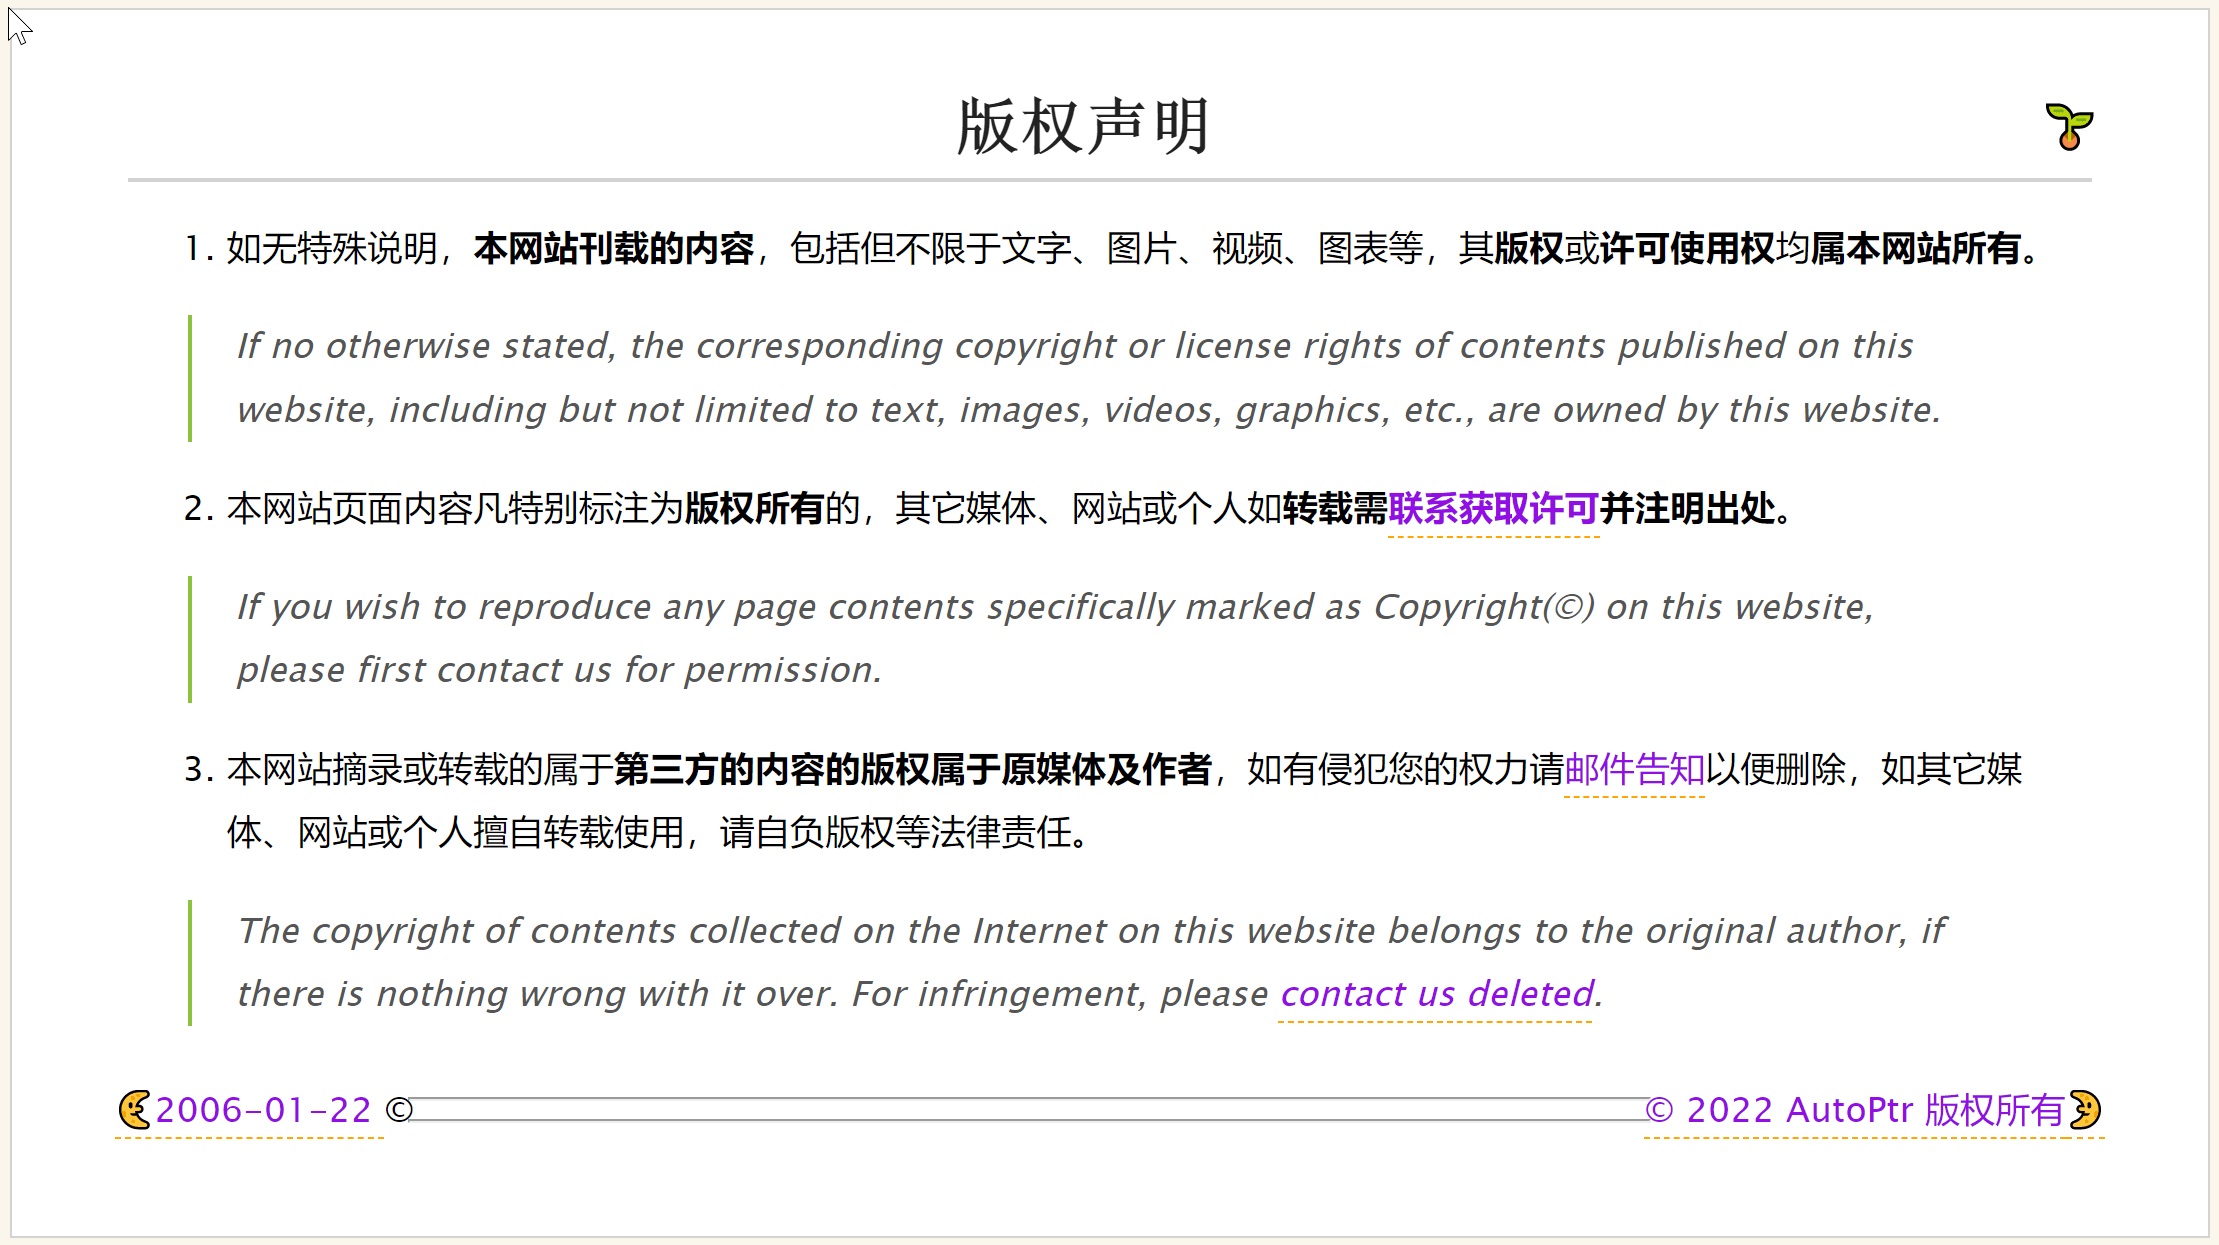 版权声明
1. 如无特殊说明，本网站刊载的内容，包括但不限于文字、图片、视频、图表等，其版权或许可使用权均属本网站所有。
If no otherwise stated, the corresponding copyright or license rights of contents published on this
website, including but not limited to text, images, videos, graphics, etc., are owned by this website.
2. 本网站页面内容凡特别标注为版权所有的，其它媒体、网站或个人如转载需联系获取许可并注明出处。
If you wish to reproduce any page contents specifically marked as Copyright(©) on this website,
please first contact us for permission.
3. 本网站摘录或转载的属于第三方的内容的版权属于原媒体及作者，如有侵犯您的权力请邮件告知以便删除，如其它媒
体、网站或个人擅自转载使用，请自负版权等法律责任。
The copyright of contents collected on the Internet on this website belongs to the original author, if
there is nothing wrong with it over. For infringement, please contact us deleted.
2006-01-22 © © 2022 AutoPtr 版权所有